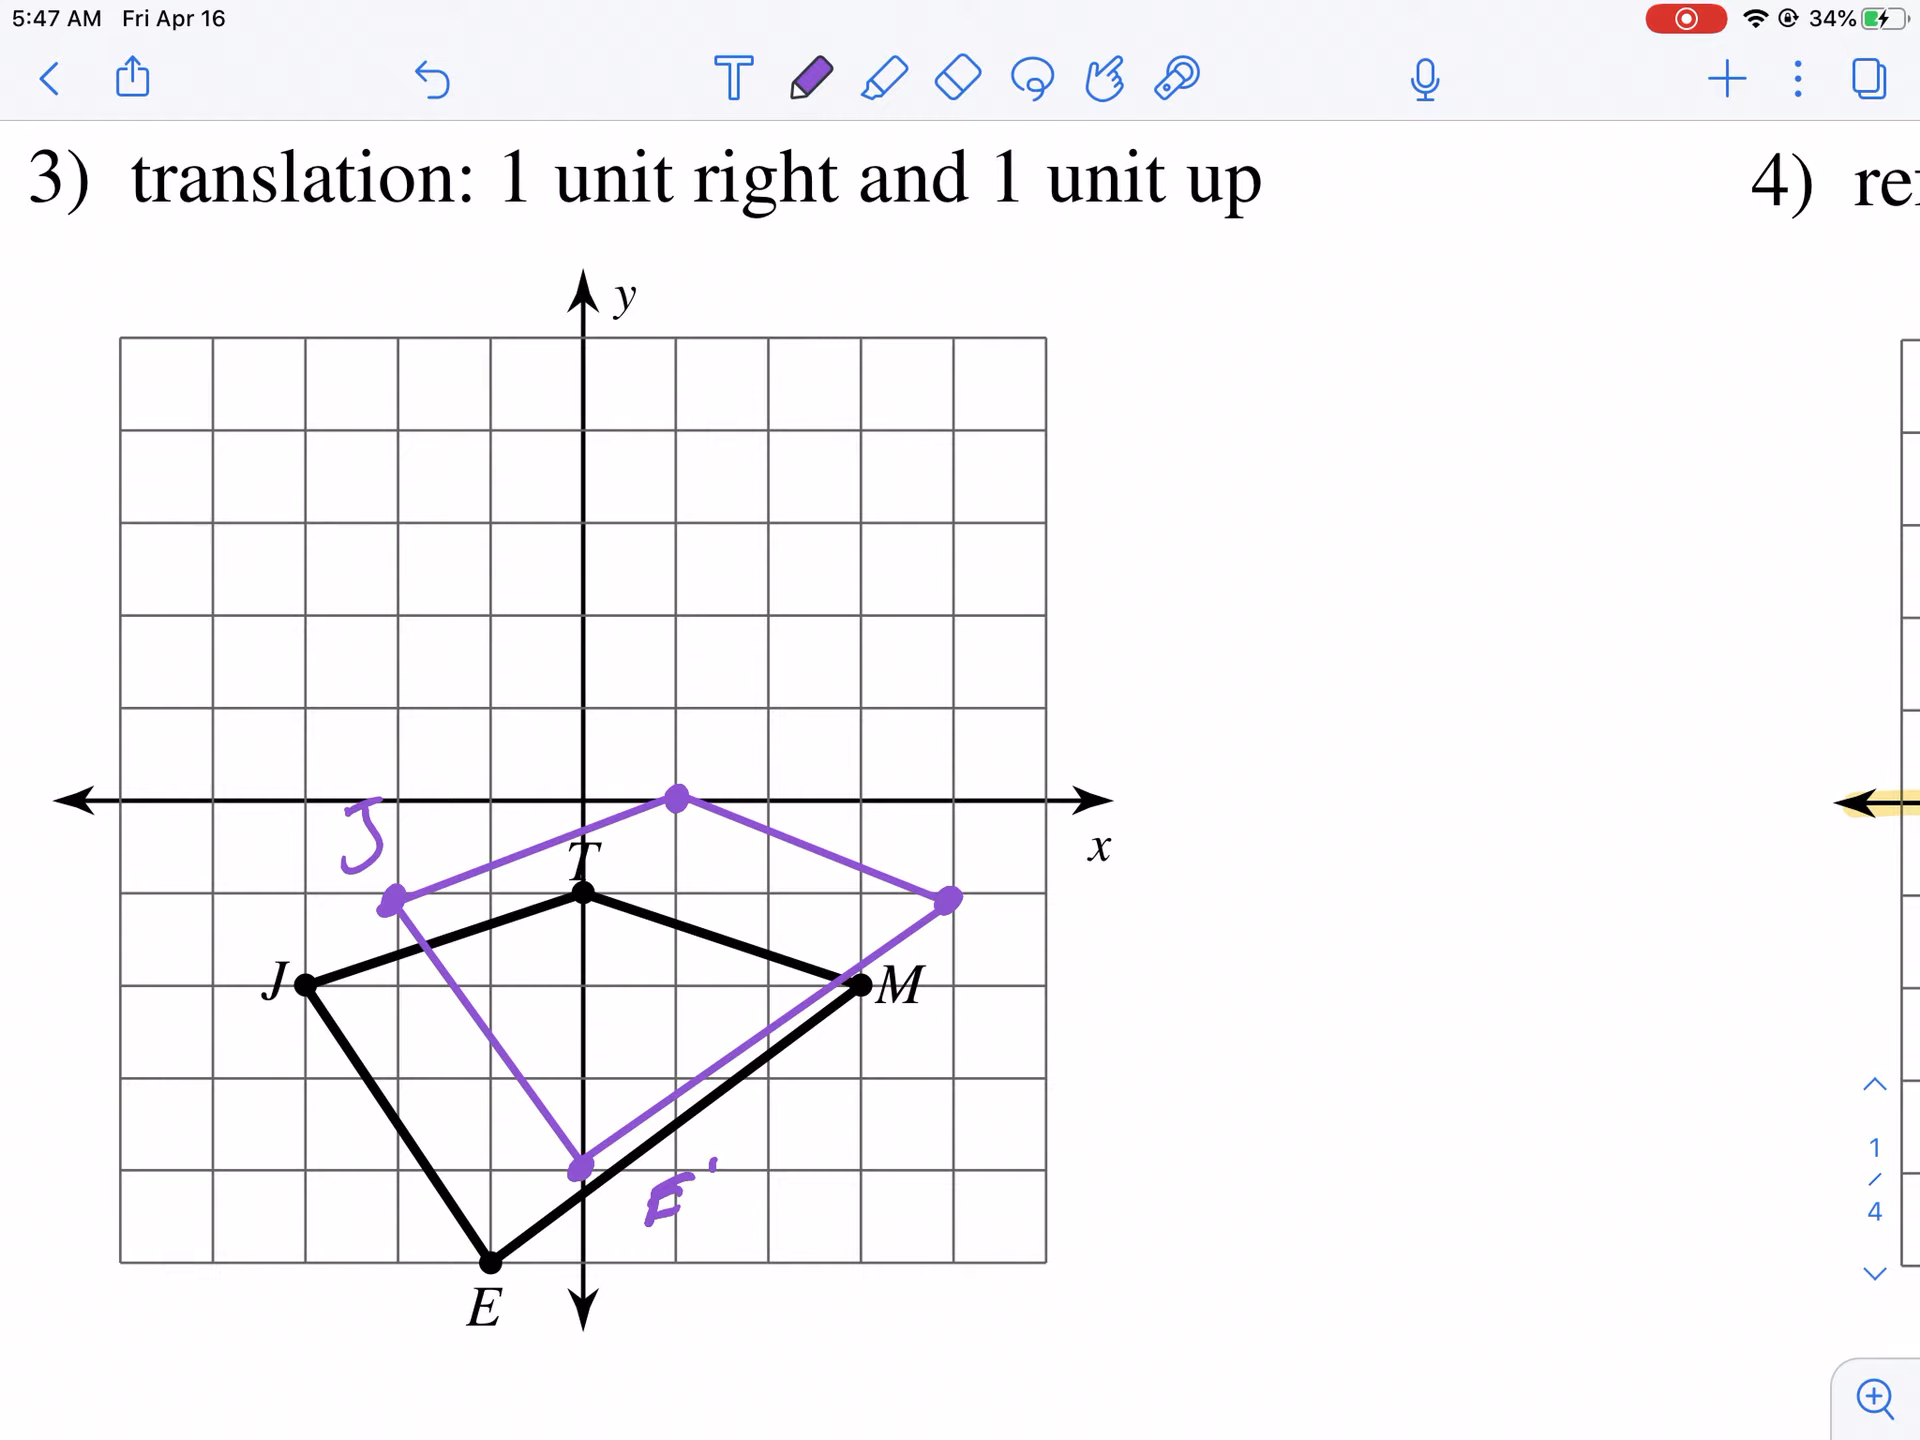 5:47 AM Fri Apr 16
34%
T
3) translation: 1 unit right and 1 unit up
4) re
y
J
T
x
J
M
1
/
4
E'
E